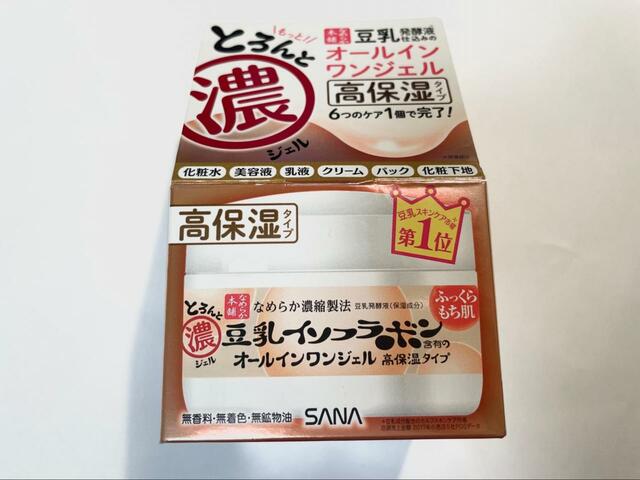 もっと!!
とろんと
濃
ジェル
なめらか本舗
豆乳発酵液仕込みの
オールイン
ワンジェル
高保湿タイプ
6つのケア1個で完了!
化粧水 美容液 乳液 クリーム パック 化粧下地
高保湿タイプ
豆乳スキンケア市場
第1位
とろんと
濃
ジェル
なめらか本舗
なめらか濃縮製法 豆乳発酵液(保湿成分)
豆乳イソフラボン含有の
オールインワンジェル 高保湿タイプ
ふっくら
もち肌
無香料・無着色・無鉱物油
SANA